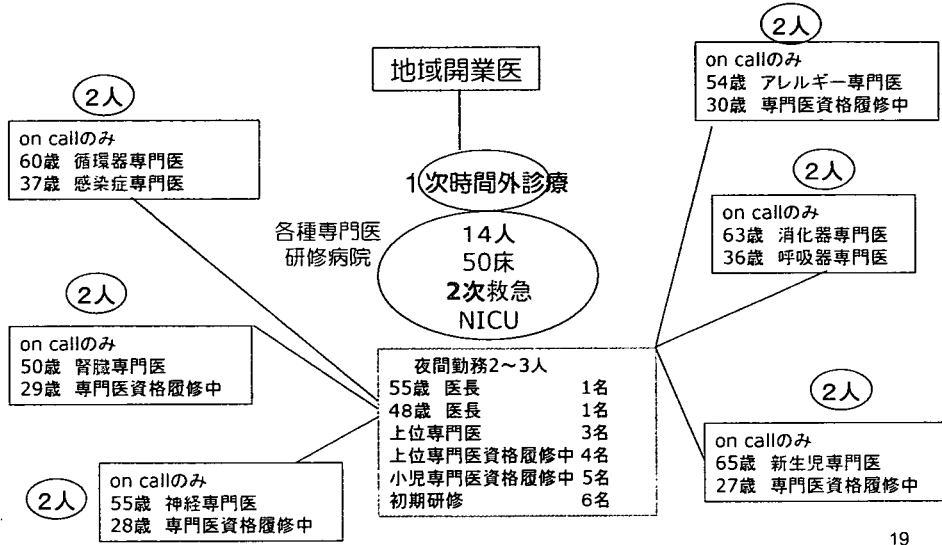 2人
on callのみ
60歳 循環器専門医
37歳 感染症専門医
2人
on callのみ
50歳 腎臓専門医
29歳 専門医資格履修中
2人
on callのみ
55歳 神経専門医
28歳 専門医資格履修中
地域開業医
1次時間外診療
各種専門医
研修病院
14人
50床
2次救急
NICU
夜間勤務2〜3人
55歳 医長 1名
48歳 医長 1名
上位専門医 3名
上位専門医資格履修中 4名
小児専門医資格履修中 5名
初期研修 6名
2人
on callのみ
54歳 アレルギー専門医
30歳 専門医資格履修中
2人
on callのみ
63歳 消化器専門医
36歳 呼吸器専門医
2人
on callのみ
65歳 新生児専門医
27歳 専門医資格履修中
19